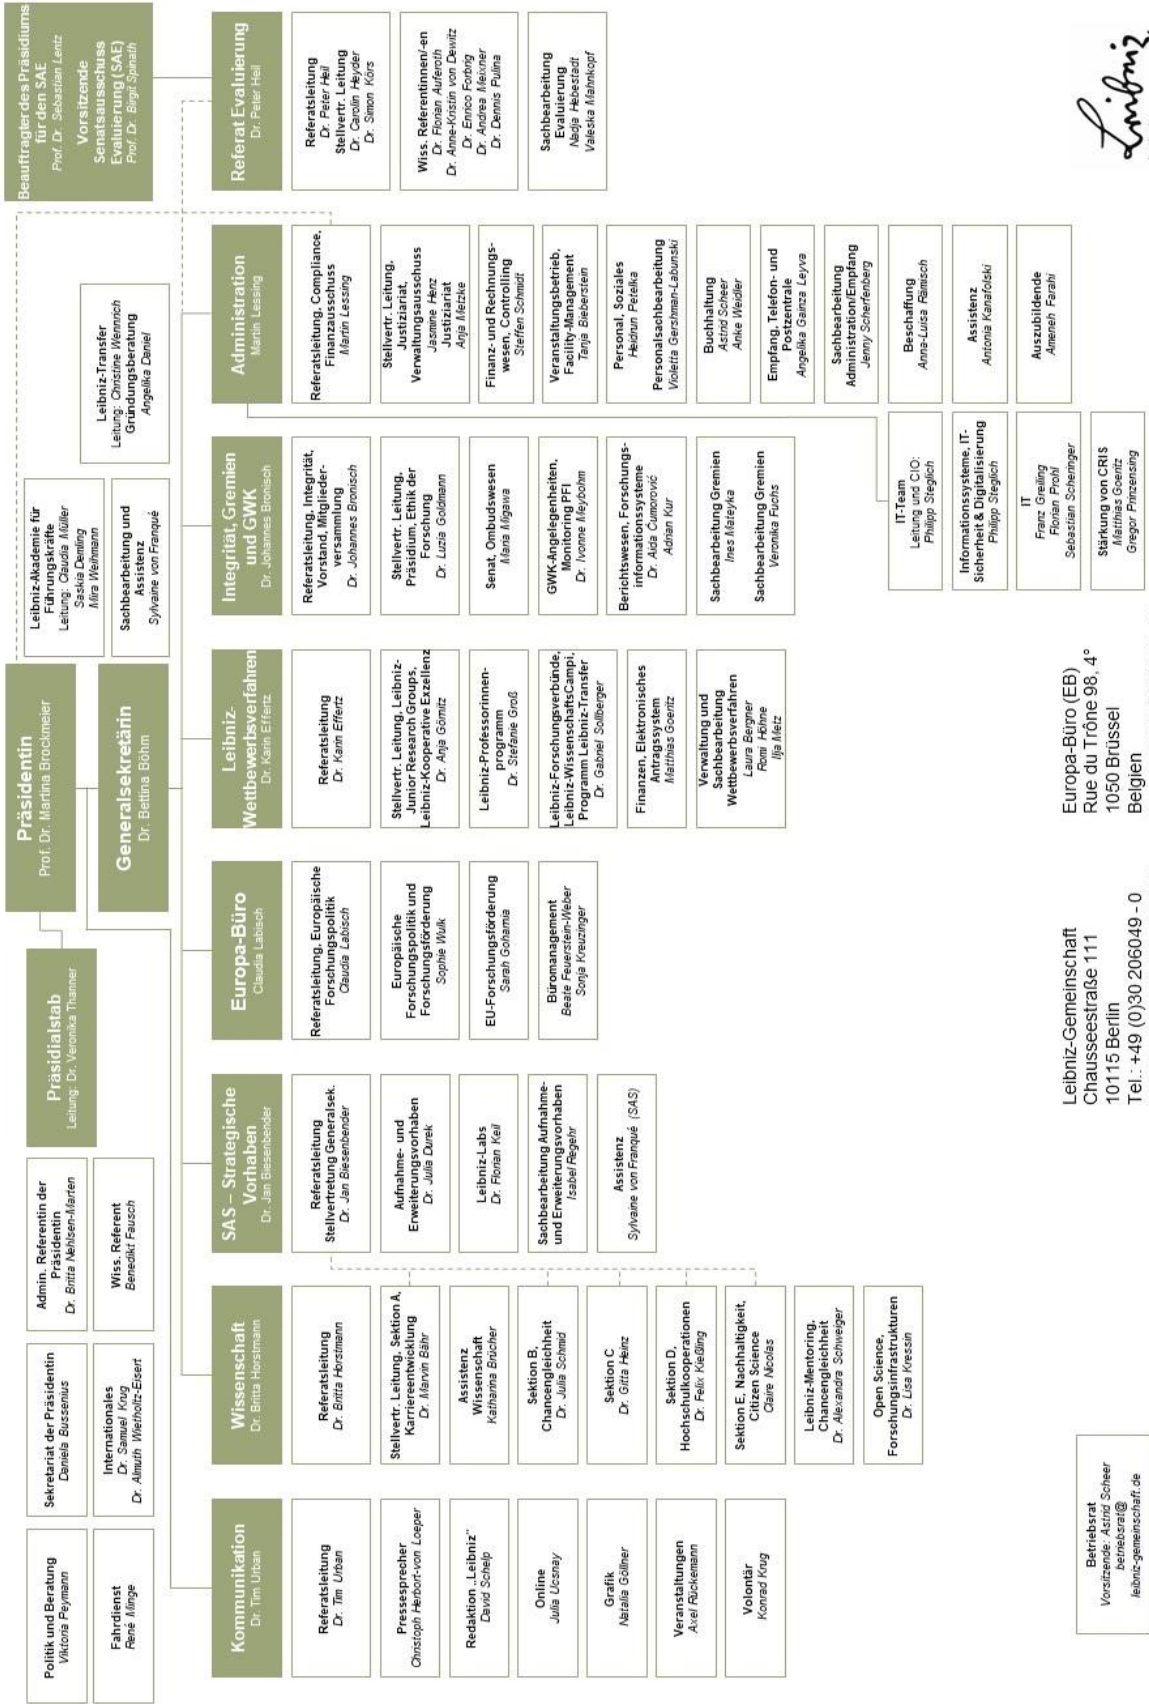 Politik und Beratung
Viktoria Peymann
Fahrdienst
René Minge
Sekretariat der Präsidentin
Daniela Bussenius
Internationales
Dr. Samuel Krug
Dr. Almuth Wietholtz-Eisert
Admin. Referentin der
Präsidentin
Dr. Britta Nehlsen-Marten
Wiss. Referent
Benedikt Fausch
Präsidialstab
Leitung: Dr. Veronika Thanner
Präsidentin
Prof. Dr. Martina Brockmeier
Generalsekretärin
Dr. Bettina Böhm
Leibniz-Akademie für
Führungskräfte
Leitung: Claudia Müller
Saskia Demling
Mira Weihmann
Sachbearbeitung und
Assistenz
Sylvaine von Franqué
Leibniz-Transfer
Leitung: Christine Wennrich
Gründungsberatung
Angelika Daniel
Beauftragter des Präsidiums
für den SAE
Prof. Dr. Sebastian Lentz
Vorsitzende
Senatsausschuss
Evaluierung (SAE)
Prof. Dr. Birgit Spinath
Kommunikation
Dr. Tim Urban
Referatsleitung
Dr. Tim Urban
Pressesprecher
Christoph Herbort-von Loeper
Redaktion „Leibniz“
David Schelp
Online
Julia Ucsnay
Grafik
Natalia Göllner
Veranstaltungen
Axel Rückemann
Volontär
Konrad Krug
Wissenschaft
Dr. Britta Horstmann
Referatsleitung
Dr. Britta Horstmann
Stellvertr. Leitung, Sektion A,
Karriereentwicklung
Dr. Marvin Bähr
Assistenz
Wissenschaft
Katharina Brücher
Sektion B,
Chancengleichheit
Dr. Julia Schmid
Sektion C
Dr. Gitta Heinz
Sektion D,
Hochschulkooperationen
Dr. Felix Kießling
Sektion E, Nachhaltigkeit,
Citizen Science
Claire Nicolas
Leibniz-Mentoring,
Chancengleichheit
Dr. Alexandra Schweiger
Open Science,
Forschungsinfrastrukturen
Dr. Lisa Kressin
SAS – Strategische
Vorhaben
Dr. Jan Biesenbender
Referatsleitung
Stellvertretung Generalsek.
Dr. Jan Biesenbender
Aufnahme- und
Erweiterungsvorhaben
Dr. Julia Durek
Leibniz-Labs
Dr. Florian Keil
Sachbearbeitung Aufnahme-
und Erweiterungsvorhaben
Isabel Regehr
Assistenz
Sylvaine von Franqué (SAS)
Europa-Büro
Claudia Labisch
Referatsleitung, Europäische
Forschungspolitik
Claudia Labisch
Europäische
Forschungspolitik und
Forschungsförderung
Sophie Wulk
EU-Forschungsförderung
Sarah Gohamia
Büromanagement
Beate Feuerstein-Weber
Sonja Kreuzinger
Leibniz-
Wettbewerbsverfahren
Dr. Karin Effertz
Referatsleitung
Dr. Karin Effertz
Stellvertr. Leitung, Leibniz-
Junior Research Groups,
Leibniz-Kooperative Exzellenz
Dr. Anja Görnitz
Leibniz-Professorinnen-
programm
Dr. Stefanie Groß
Leibniz-Forschungsverbünde,
Leibniz-WissenschaftsCampi,
Programm Leibniz-Transfer
Dr. Gabriel Sollberger
Finanzen, Elektronisches
Antragssystem
Matthias Goeritz
Verwaltung und
Sachbearbeitung
Wettbewerbsverfahren
Laura Bergner
Romi Höhne
Ilja Metz
Integrität, Gremien
und GWK
Dr. Johannes Bronisch
Referatsleitung, Integrität,
Vorstand, Mitglieder-
versammlung
Dr. Johannes Bronisch
Stellvertr. Leitung,
Präsidium, Ethik der
Forschung
Dr. Luzia Goldmann
Senat, Ombudswesen
Maria Migawa
GWK-Angelegenheiten,
Monitoring PFI
Dr. Ivonne Meybohm
Berichtswesen, Forschungs-
informationssysteme
Dr. Aida Ćumorović
Adrian Kur
Sachbearbeitung Gremien
Ines Mateyka
Sachbearbeitung Gremien
Veronika Fuchs
Administration
Martin Lessing
Referatsleitung, Compliance,
Finanzausschuss
Martin Lessing
Stellvertr. Leitung,
Justiziariat,
Verwaltungsausschuss
Jasmine Henz
Justiziariat
Anja Metzke
Finanz- und Rechnungs-
wesen, Controlling
Steffen Schmidt
Veranstaltungsbetrieb,
Facility-Management
Tanja Bieberstein
Personal, Soziales
Heidrun Petelka
Personalsachbearbeitung
Violetta Gershman-Labunski
Buchhaltung
Astrid Scheer
Anke Weidler
Empfang, Telefon- und
Postzentrale
Angelika Gainza Leyva
Sachbearbeitung
Administration/Empfang
Jenny Scherfenberg
Beschaffung
Anna-Luisa Rämisch
Assistenz
Antonia Kanafolski
Auszubildende
Ameneh Farahi
IT-Team
Leitung und CIO:
Philipp Steglich
Informationssysteme, IT-
Sicherheit & Digitalisierung
Philipp Steglich
IT
Franz Greiling
Florian Prohl
Sebastian Scheringer
Stärkung von CRIS
Matthias Goeritz
Gregor Prinzensing
Referat Evaluierung
Dr. Peter Heil
Referatsleitung
Dr. Peter Heil
Stellvertr. Leitung
Dr. Carolin Heyder
Dr. Simon Körs
Wiss. Referentinnen/-en
Dr. Florian Auferoth
Dr. Anne-Kristin von Dewitz
Dr. Enrico Forbrig
Dr. Andrea Meixner
Dr. Dennis Pulina
Sachbearbeitung
Evaluierung
Nadja Hebestadt
Valeska Mahnkopf
Betriebsrat
Vorsitzende: Astrid Scheer
betriebsrat@
leibniz-gemeinschaft.de
Leibniz-Gemeinschaft
Chausseestraße 111
10115 Berlin
Tel.: +49 (0)30 206049 - 0
Europa-Büro (EB)
Rue du Trône 98, 4°
1050 Brüssel
Belgien
Leibniz